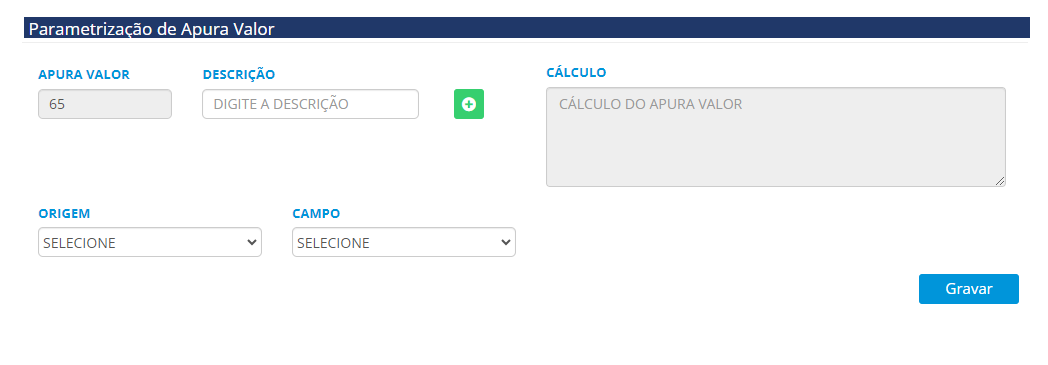 Parametrização de Apura Valor
APURA VALOR
DESCRIÇÃO
CÁLCULO
65
DIGITE A DESCRIÇÃO
CÁLCULO DO APURA VALOR
ORIGEM
CAMPO
SELECIONE
SELECIONE
Gravar